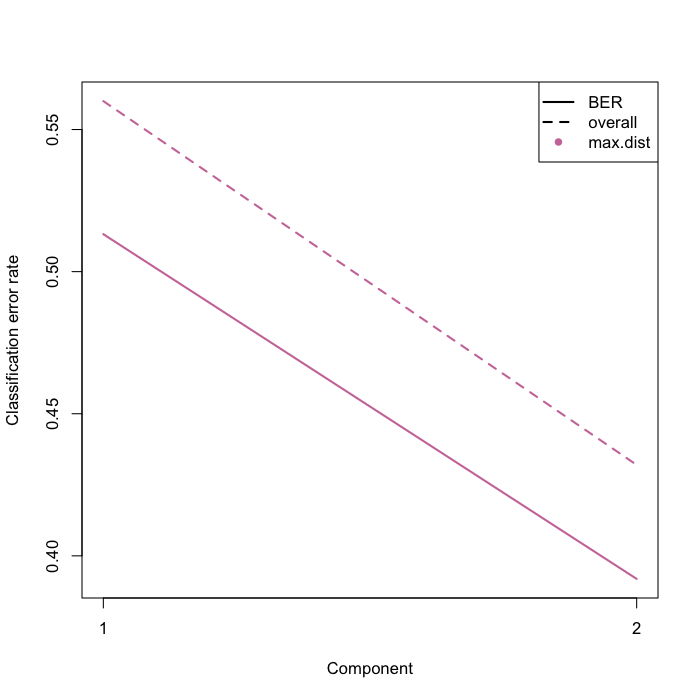 BER
overall
max.dist
Classification error rate
0.55
0.50
0.45
0.40
1 2
Component